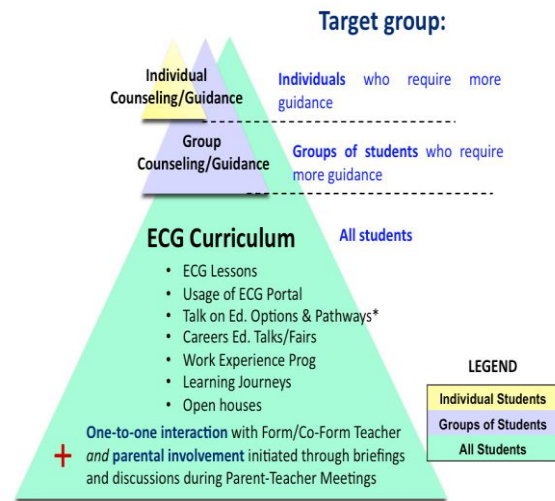 Target group:
Individual
Counseling/Guidance
Individuals who require more
guidance
Group
Counseling/Guidance
Groups of students who require
more guidance
ECG Curriculum
All students
• ECG Lessons
• Usage of ECG Portal
• Talk on Ed. Options & Pathways*
• Careers Ed. Talks/Fairs
• Work Experience Prog
• Learning Journeys
• Open houses
+ One-to-one interaction with Form/Co-Form Teacher
and parental involvement initiated through briefings
and discussions during Parent-Teacher Meetings
LEGEND
Individual Students
Groups of Students
All Students